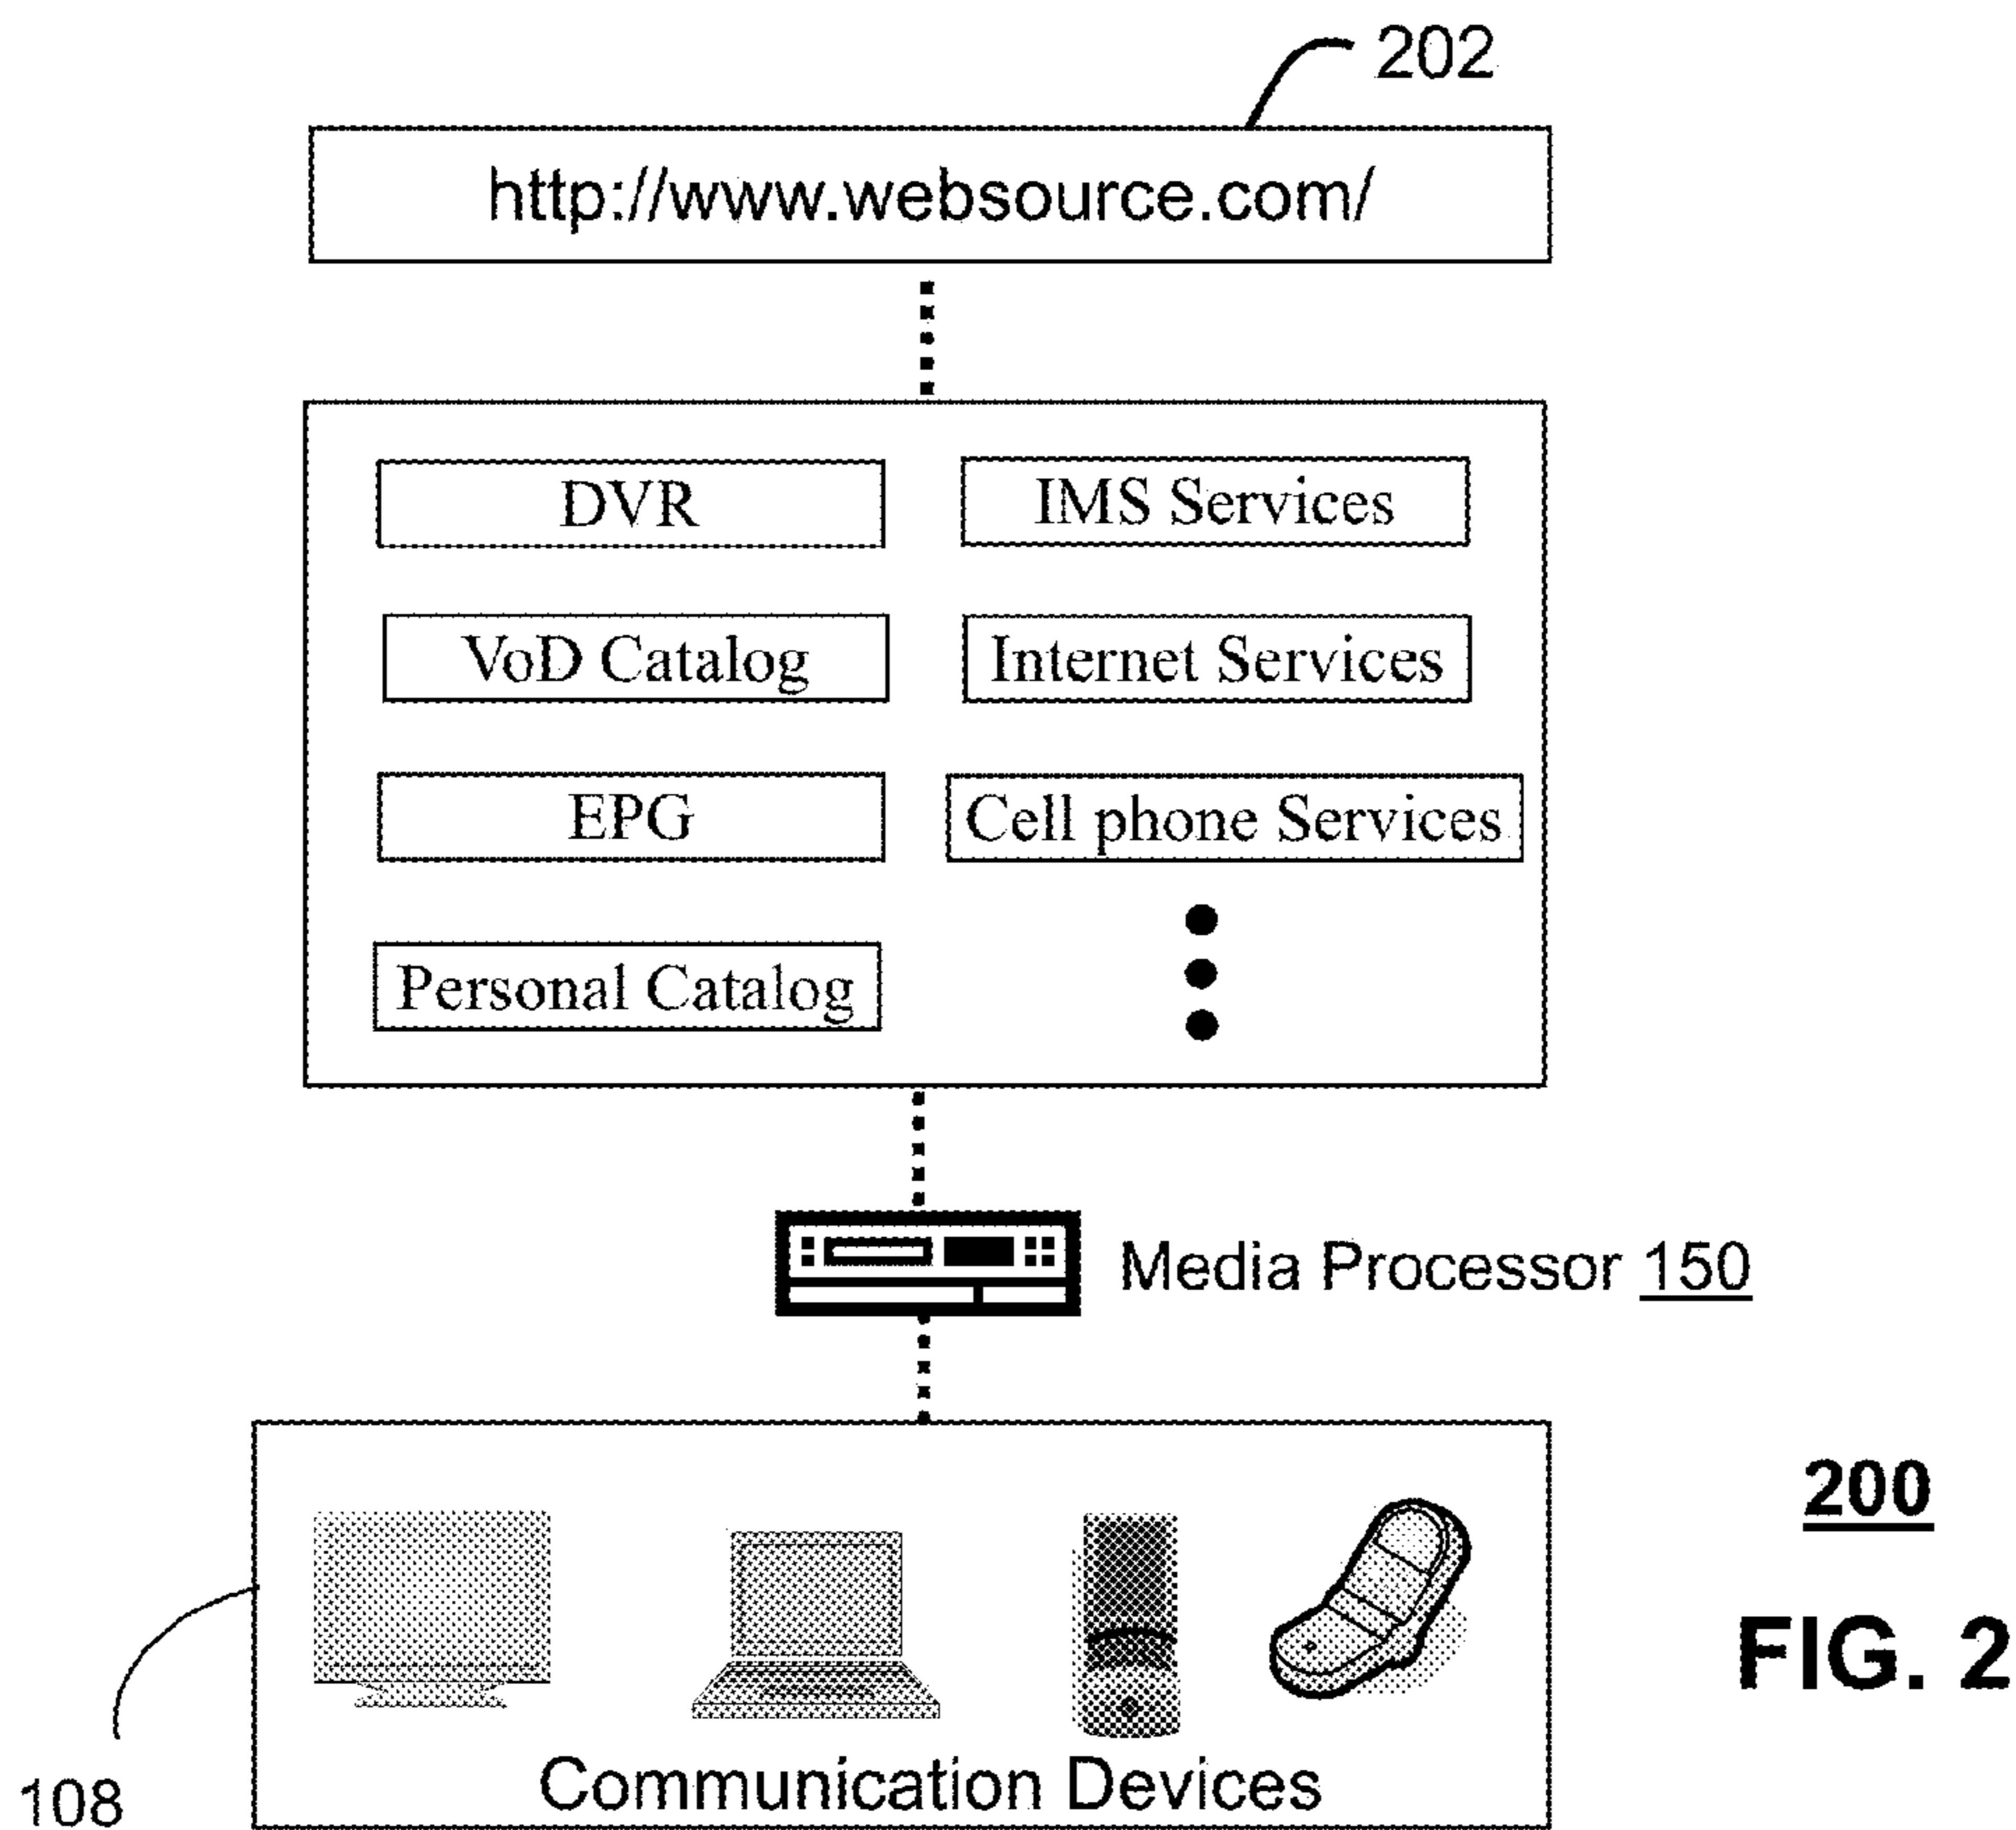 202
http://www.websource.com/
DVR
IMS Services
VoD Catalog
Internet Services
EPG
Cell phone Services
Personal Catalog
Media Processor 150
200
FIG. 2
Communication Devices
108